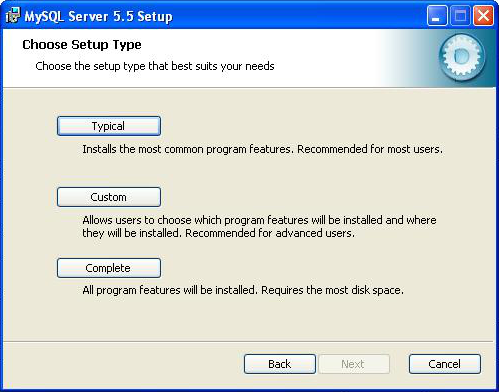 MySQL Server 5.5 Setup
Choose Setup Type
Choose the setup type that best suits your needs
Typical
Installs the most common program features. Recommended for most users.
Custom
Allows users to choose which program features will be installed and where
they will be installed. Recommended for advanced users.
Complete
All program features will be installed. Requires the most disk space.
Back
Next
Cancel